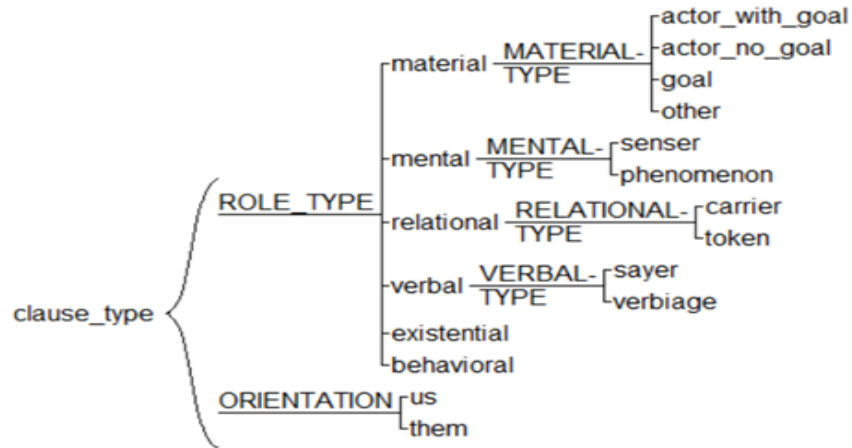 actor_with_goal
actor_no_goal
material MATERIAL-TYPE
goal
other
mental MENTAL-TYPE
senser
phenomenon
ROLE_TYPE
relational RELATIONAL-TYPE
carrier
token
verbal VERBAL-TYPE
sayer
verbiage
clause_type
existential
behavioral
ORIENTATION
us
them